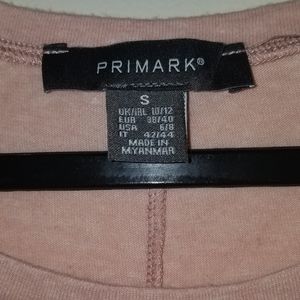 PRIMARK®
S
UK/IRL 10/12
EUR 38/40
USA 6/8
IT 42/44
MADE IN
MYANMAR